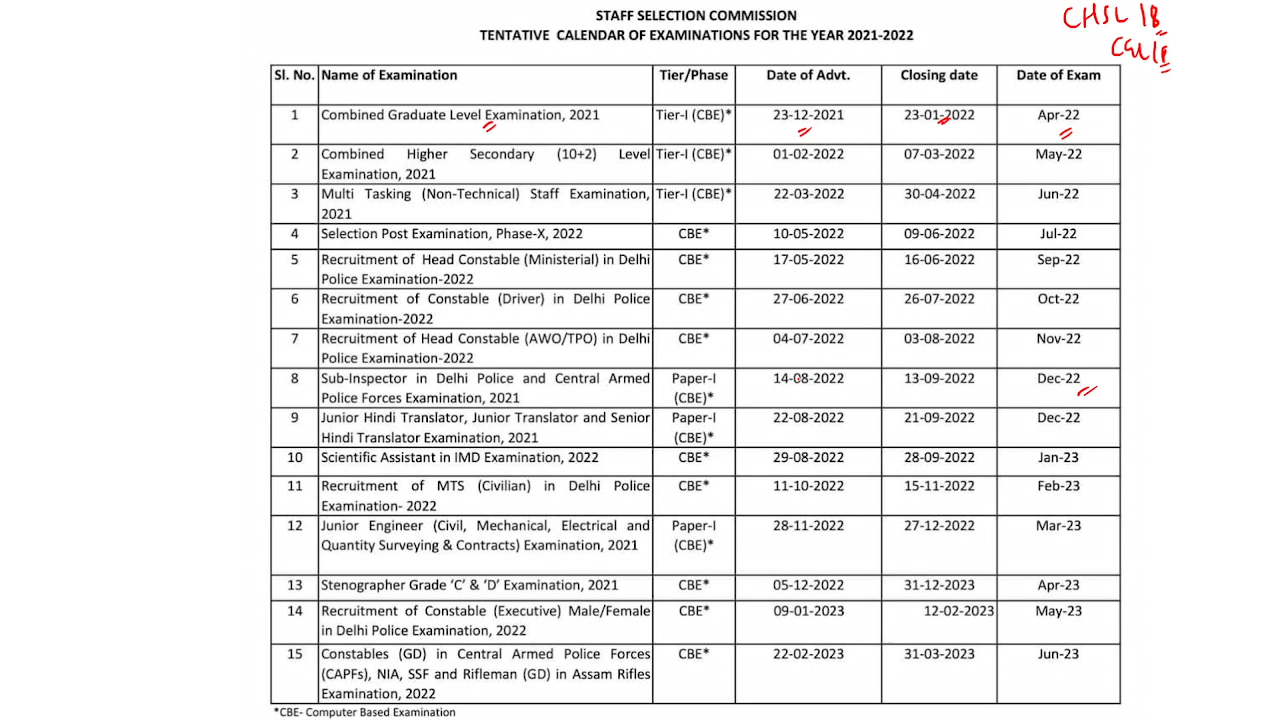 STAFF SELECTION COMMISSION
CHSL 18
TENTATIVE CALENDAR OF EXAMINATIONS FOR THE YEAR 2021-2022
Sl. No. Name of Examination Tier/Phase Date of Advt. Closing date Date of Exam
1 Combined Graduate Level Examination, 2021 Tier-I (CBE)* 23-12-2021 23-01-2022 Apr-22
2 Combined Higher Secondary (10+2) Level Tier-I (CBE)* 01-02-2022 07-03-2022 May-22
Examination, 2021
3 Multi Tasking (Non-Technical) Staff Examination, Tier-I (CBE)* 22-03-2022 30-04-2022 Jun-22
2021
4 Selection Post Examination, Phase-X, 2022 CBE* 10-05-2022 09-06-2022 Jul-22
5 Recruitment of Head Constable (Ministerial) in Delhi CBE* 17-05-2022 16-06-2022 Sep-22
Police Examination-2022
6 Recruitment of Constable (Driver) in Delhi Police CBE* 27-06-2022 26-07-2022 Oct-22
Examination-2022
7 Recruitment of Head Constable (AWO/TPO) in Delhi CBE* 04-07-2022 03-08-2022 Nov-22
Police Examination-2022
8 Sub-Inspector in Delhi Police and Central Armed Paper-I 14-08-2022 13-09-2022 Dec-22
Police Forces Examination, 2021 (CBE)*
9 Junior Hindi Translator, Junior Translator and Senior Paper-I 22-08-2022 21-09-2022 Dec-22
Hindi Translator Examination, 2021 (CBE)*
10 Scientific Assistant in IMD Examination, 2022 CBE* 29-08-2022 28-09-2022 Jan-23
11 Recruitment of MTS (Civilian) in Delhi Police CBE* 11-10-2022 15-11-2022 Feb-23
Examination- 2022
12 Junior Engineer (Civil, Mechanical, Electrical and Paper-I 28-11-2022 27-12-2022 Mar-23
Quantity Surveying & Contracts) Examination, 2021 (CBE)*
13 Stenographer Grade ‘C’ & ‘D’ Examination, 2021 CBE* 05-12-2022 31-12-2023 Apr-23
14 Recruitment of Constable (Executive) Male/Female CBE* 09-01-2023 12-02-2023 May-23
in Delhi Police Examination, 2022
15 Constables (GD) in Central Armed Police Forces CBE* 22-02-2023 31-03-2023 Jun-23
(CAPFs), NIA, SSF and Rifleman (GD) in Assam Rifles
Examination, 2022
*CBE- Computer Based Examination